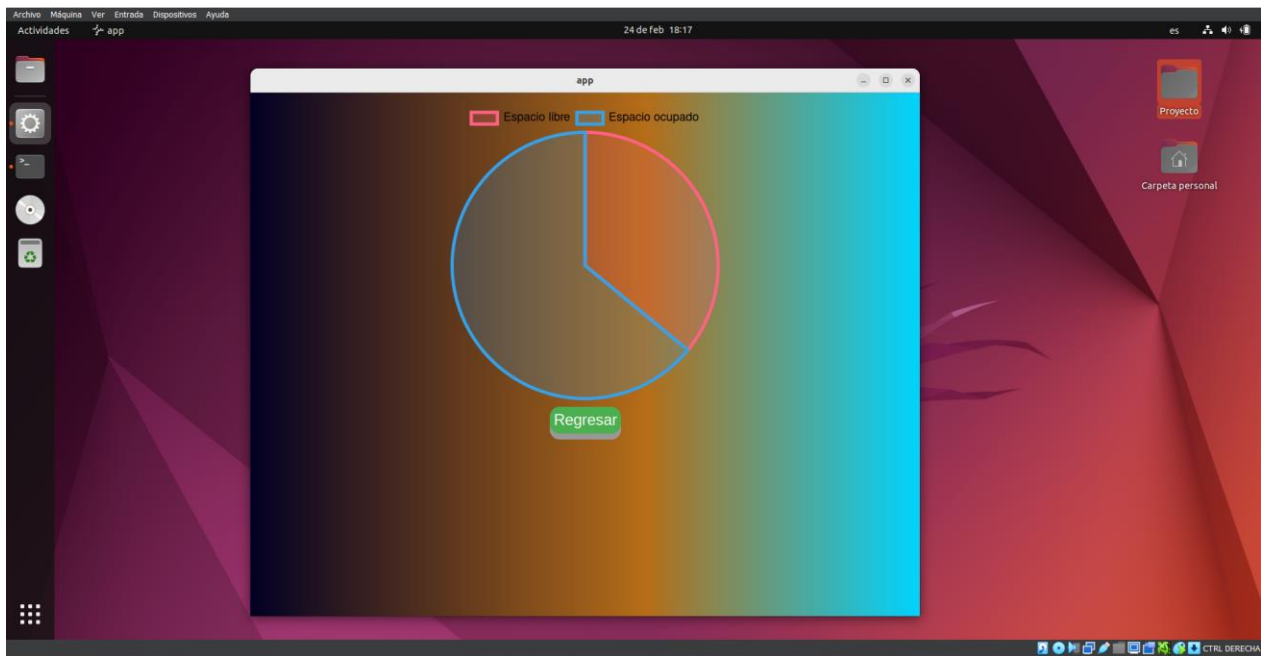 Archivo Máquina Ver Entrada Dispositivos Ayuda
Actividades app 24 de feb 18:17 es
app
Proyecto
Espacio libre Espacio ocupado
Carpeta personal
Regresar
CTRL DERECHA